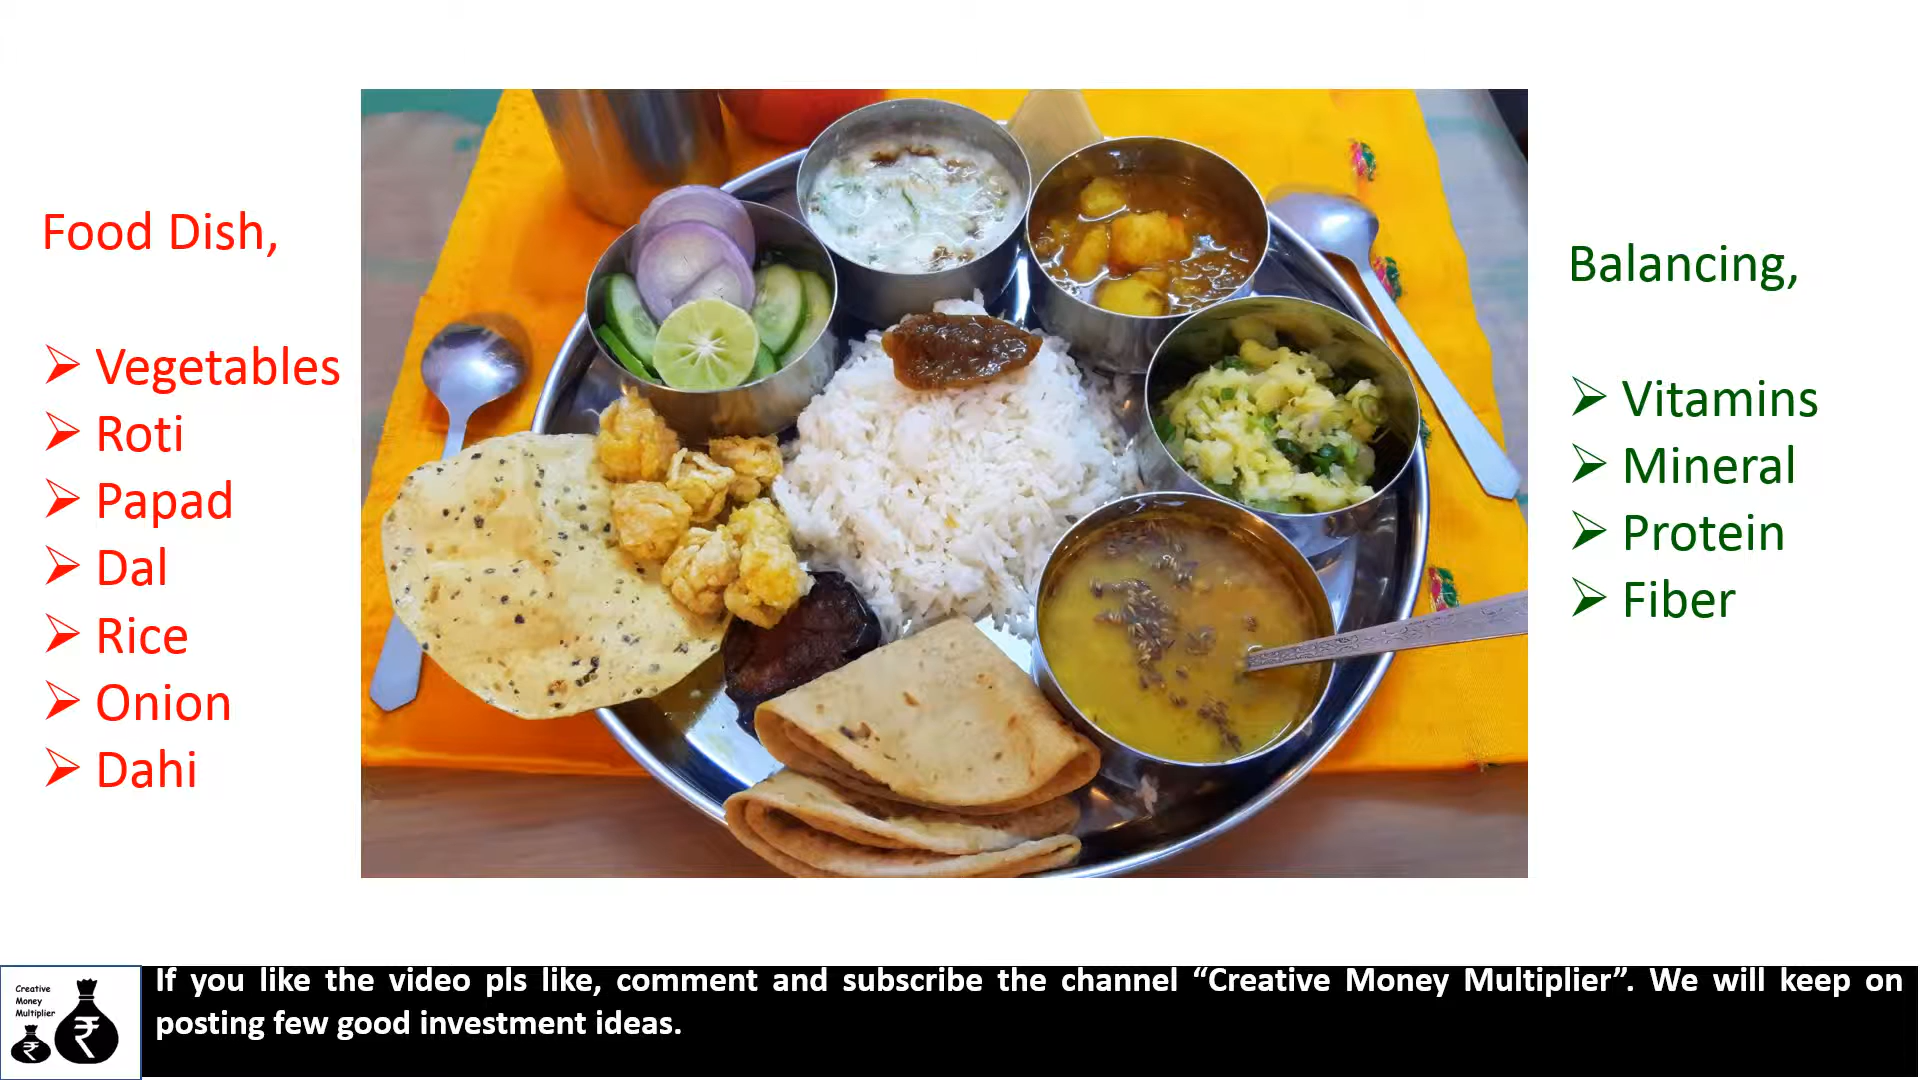 Food Dish,
➢ Vegetables
➢ Roti
➢ Papad
➢ Dal
➢ Rice
➢ Onion
➢ Dahi
Balancing,
➢ Vitamins
➢ Mineral
➢ Protein
➢ Fiber
Creative
Money
Multiplier
₹
₹
If you like the video pls like, comment and subscribe the channel “Creative Money Multiplier”. We will keep on
posting few good investment ideas.